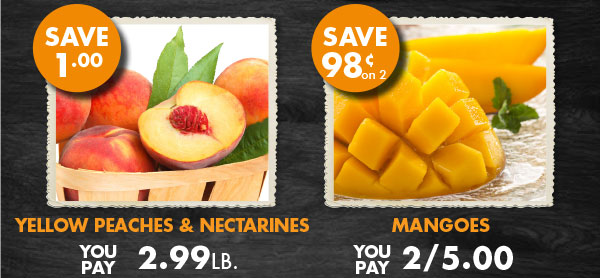 SAVE
1.00
SAVE
98¢
on 2
YELLOW PEACHES & NECTARINES
YOU PAY 2.99LB.
MANGOES
YOU PAY 2/5.00